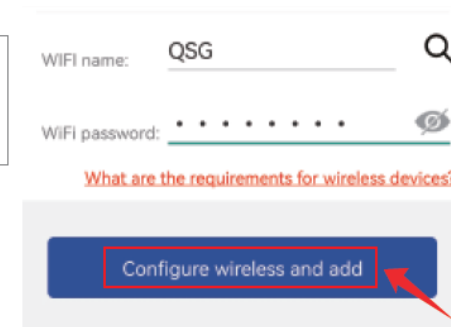 WIFI name: QSG
WiFi password: • • • • • • • •
What are the requirements for wireless devices?
Configure wireless and add